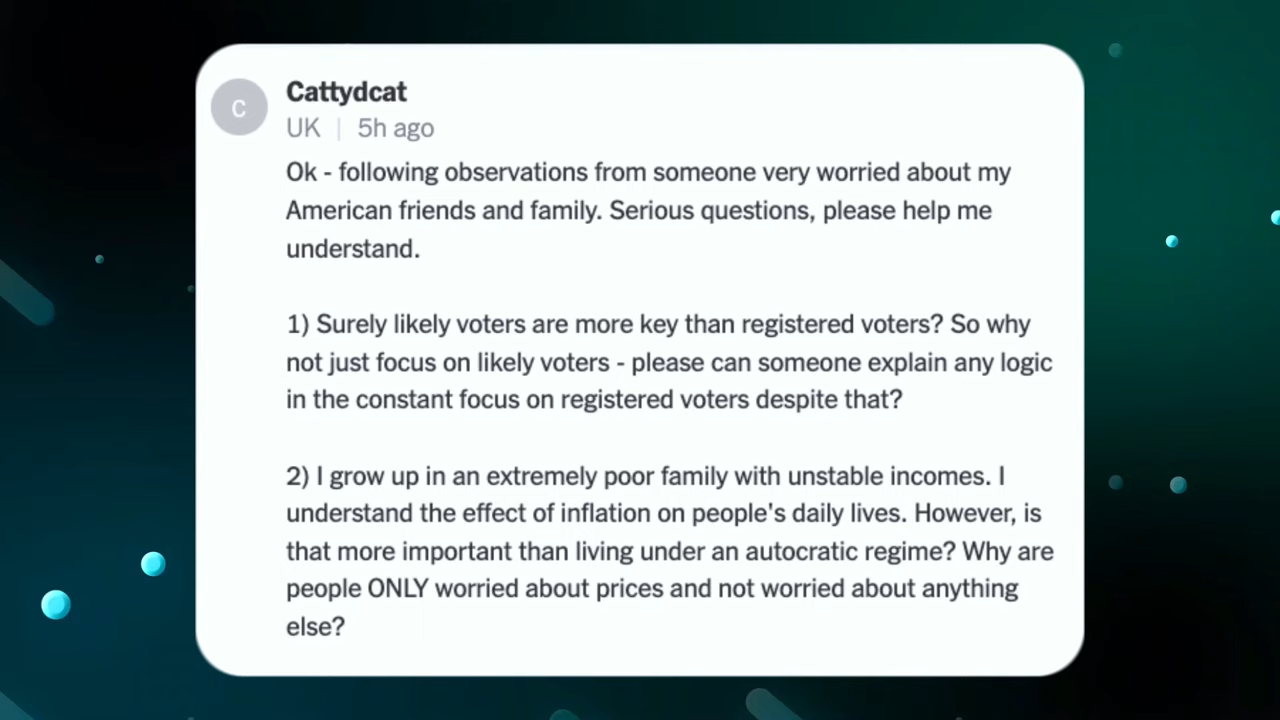 C
Cattydcat
UK | 5h ago
Ok - following observations from someone very worried about my
American friends and family. Serious questions, please help me
understand.
1) Surely likely voters are more key than registered voters? So why
not just focus on likely voters - please can someone explain any logic
in the constant focus on registered voters despite that?
2) I grow up in an extremely poor family with unstable incomes. I
understand the effect of inflation on people's daily lives. However, is
that more important than living under an autocratic regime? Why are
people ONLY worried about prices and not worried about anything
else?